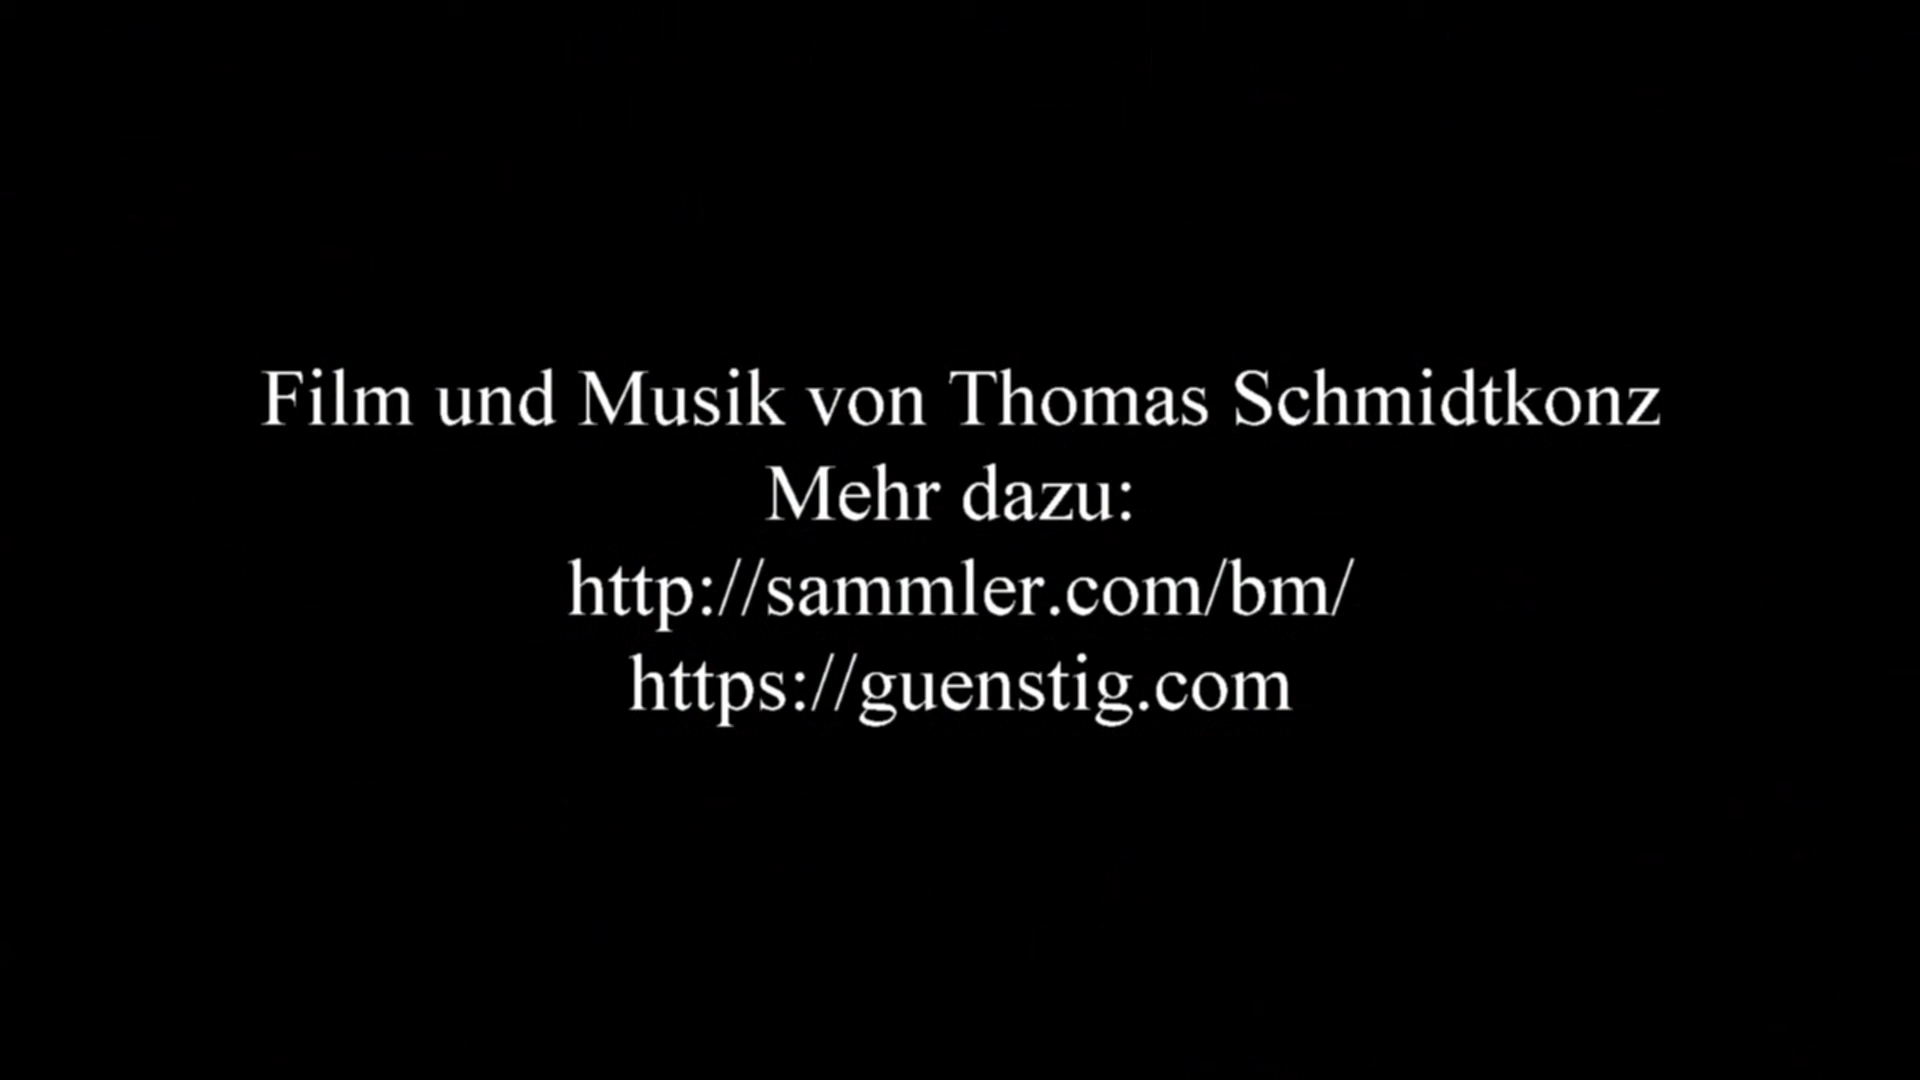 Film und Musik von Thomas Schmidtkonz
Mehr dazu:
http://sammler.com/bm/
https://guenstig.com